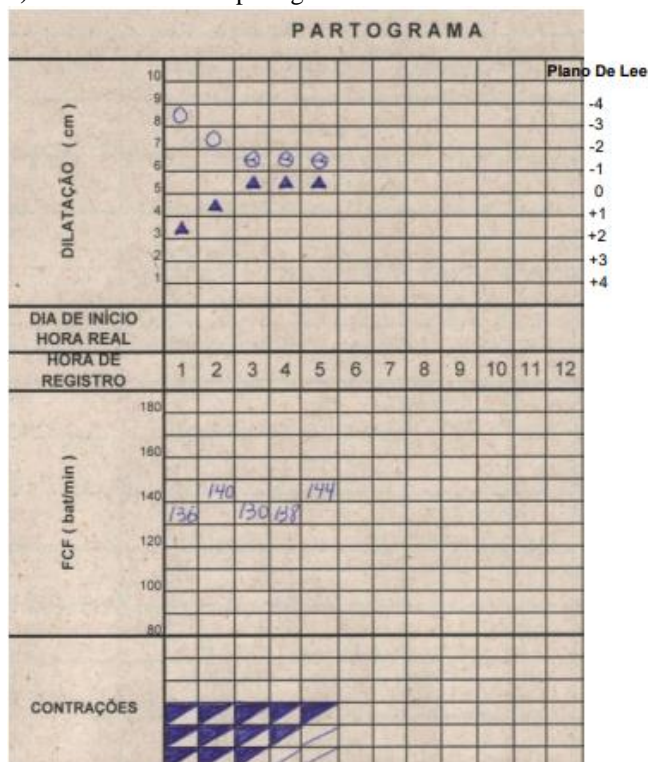 PARTOGRAMA
Plano De Lee
DILATAÇÃO (cm)
10
9
8
7
6
5
4
3
2
1
-4
-3
-2
-1
0
+1
+2
+3
+4
DIA DE INÍCIO
HORA REAL
HORA DE
REGISTRO
1 2 3 4 5 6 7 8 9 10 11 12
FCF ( bat/min )
180
160
140
120
100
80
136 140 130 138 144
CONTRAÇÕES